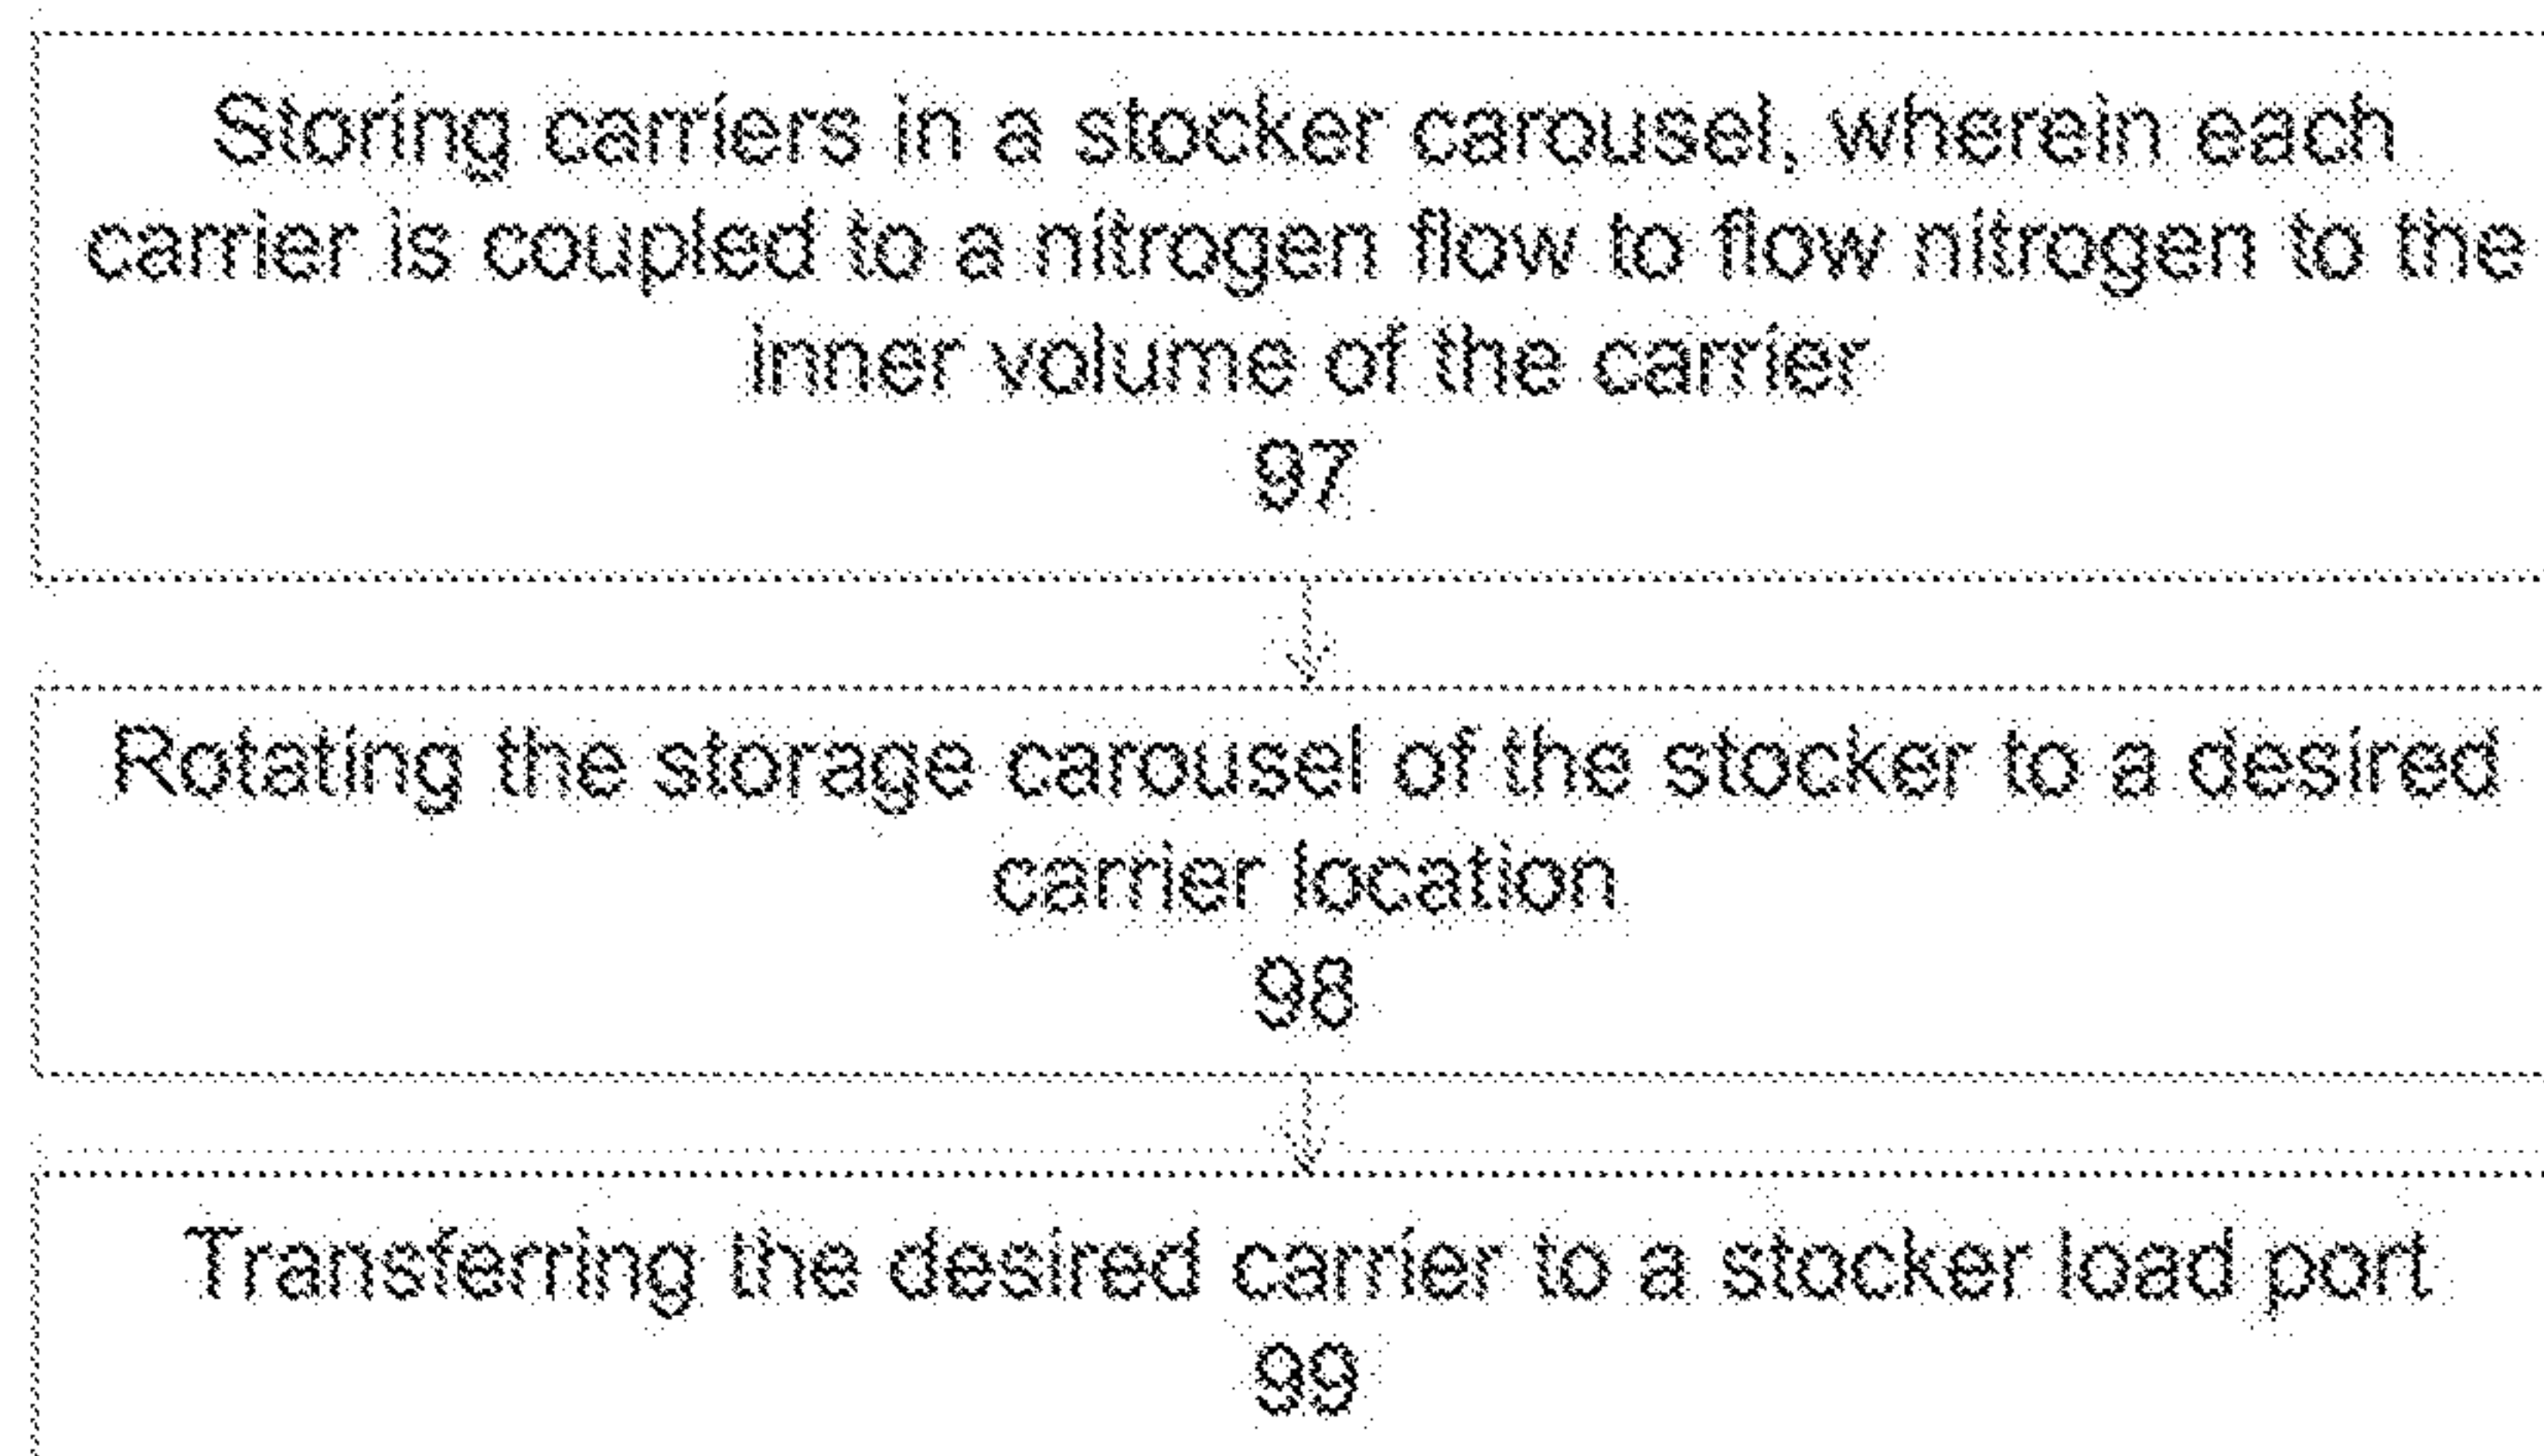 Storing carriers in a stocker carousel, wherein each
carrier is coupled to a nitrogen flow to flow nitrogen to the
inner volume of the carrier
97
Rotating the storage carousel of the stocker to a desired
carrier location
98
Transferring the desired carrier to a stocker load port
99